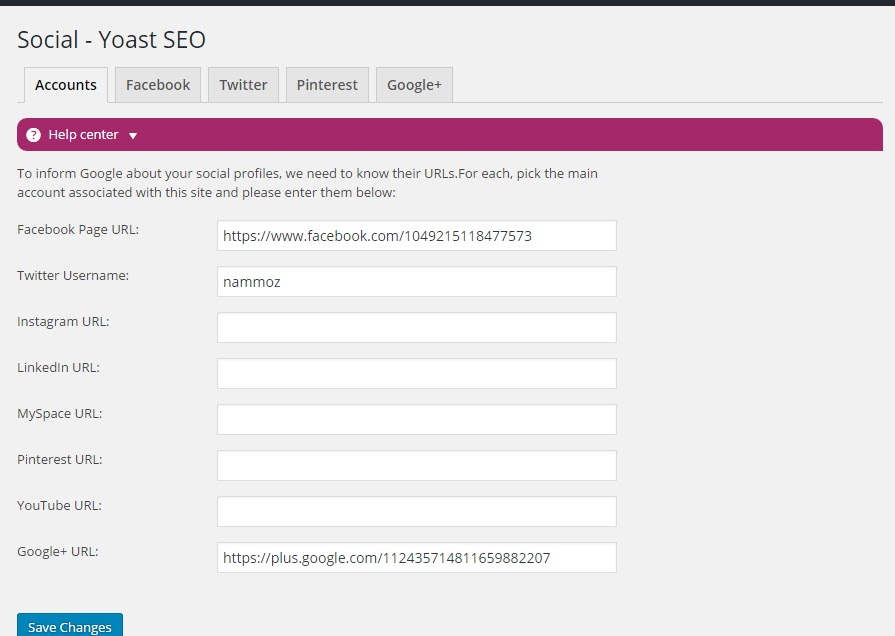 Social - Yoast SEO
Accounts Facebook Twitter Pinterest Google+
? Help center
To inform Google about your social profiles, we need to know their URLs.For each, pick the main
account associated with this site and please enter them below:
Facebook Page URL: https://www.facebook.com/1049215118477573
Twitter Username: nammoz
Instagram URL:
LinkedIn URL:
MySpace URL:
Pinterest URL:
YouTube URL:
Google+ URL: https://plus.google.com/112435714811659882207
Save Changes